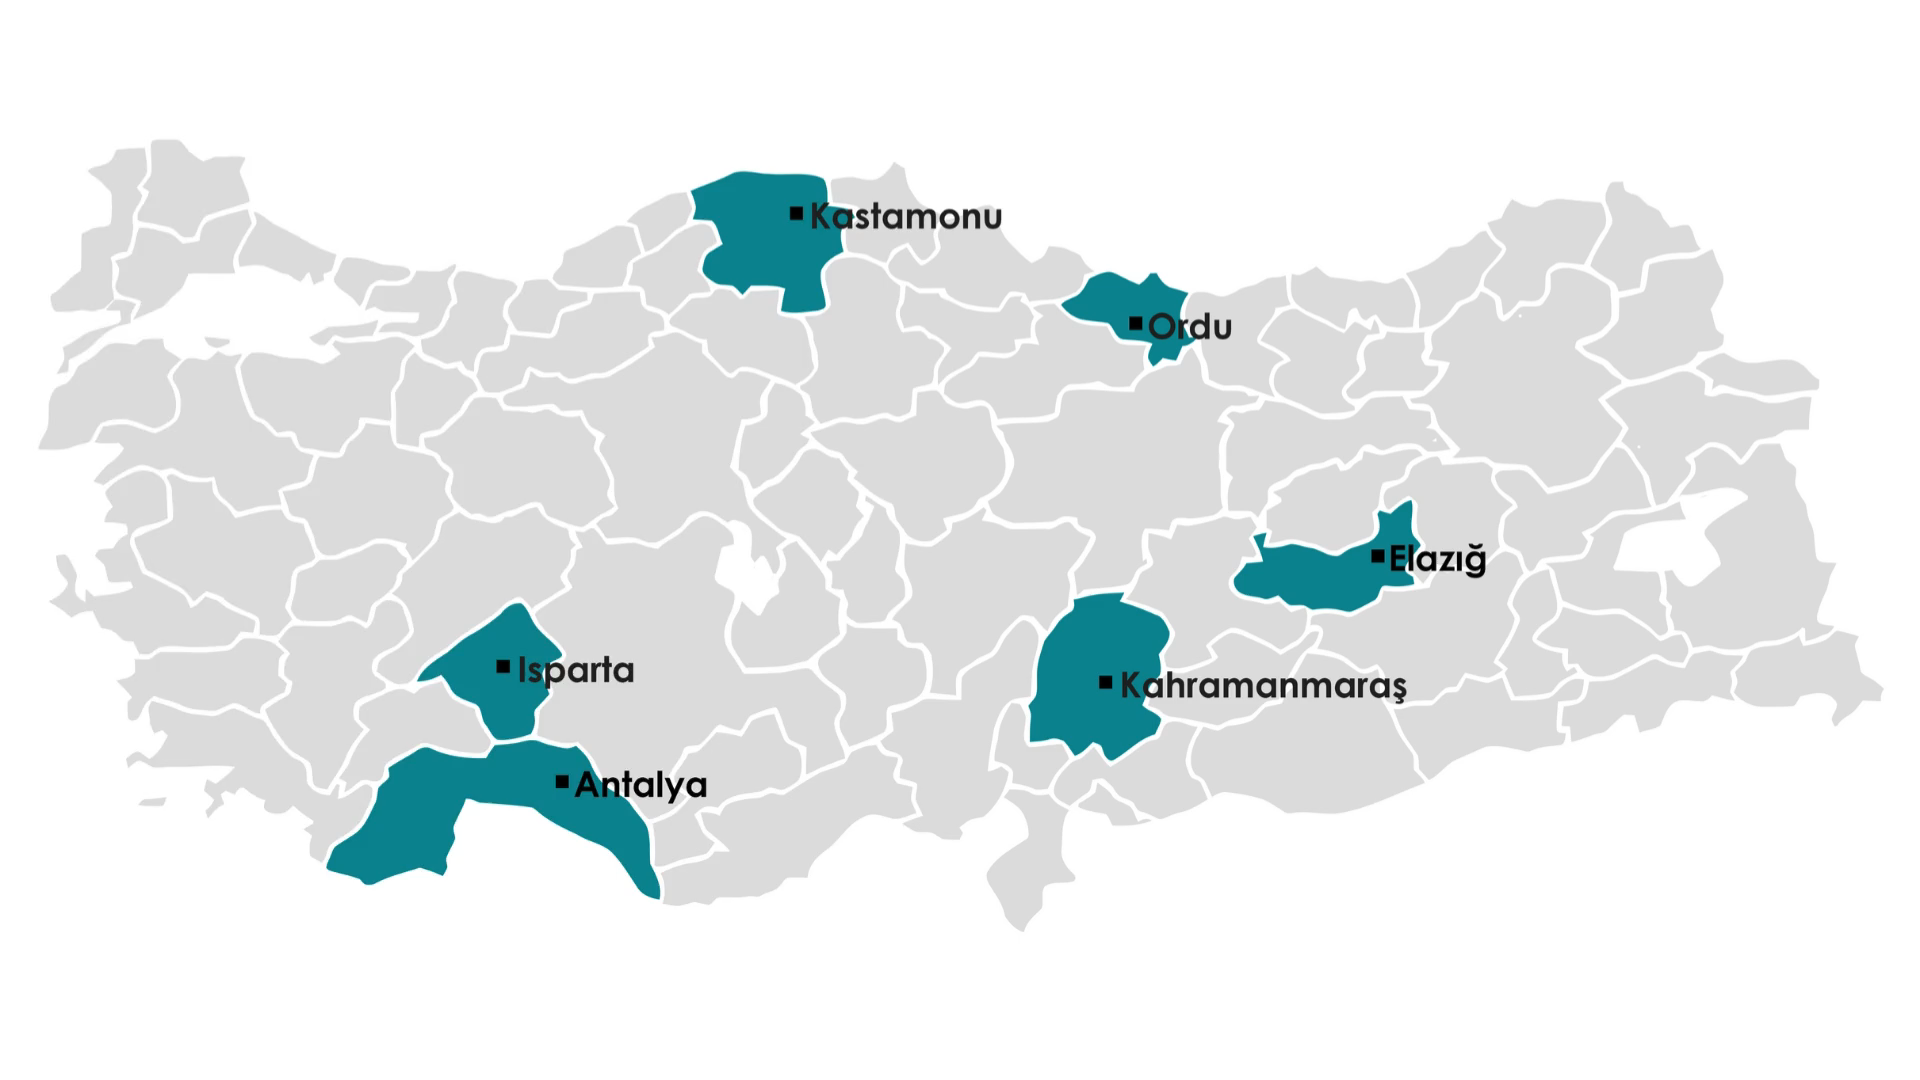 Kastamonu
Ordu
Elazığ
Isparta
Kahramanmaraş
Antalya